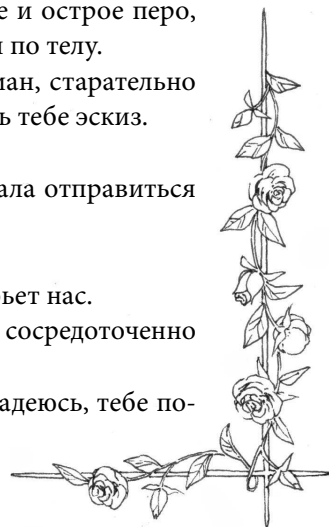 е и острое перо,
по телу.
ман, старательно
ь тебе эскиз.
ала отправиться
ьет нас.
сосредоточенно
адеюсь, тебе по-